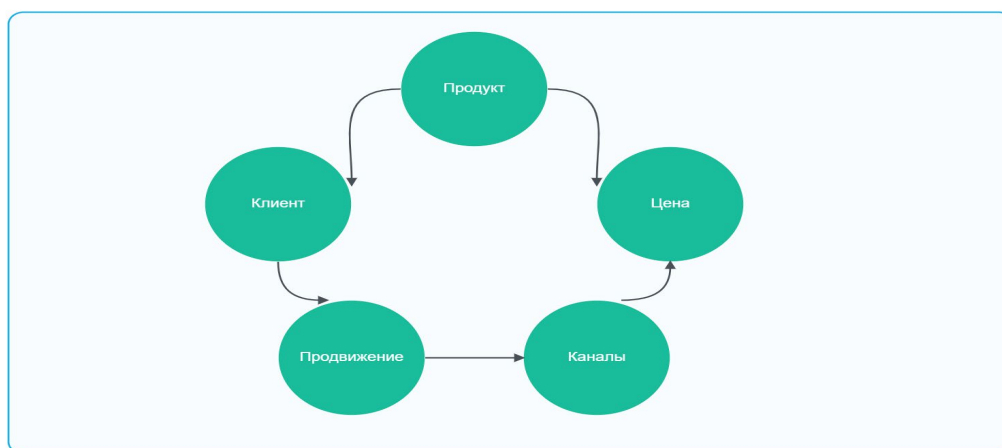 Продукт
Клиент
Цена
Продвижение
Каналы